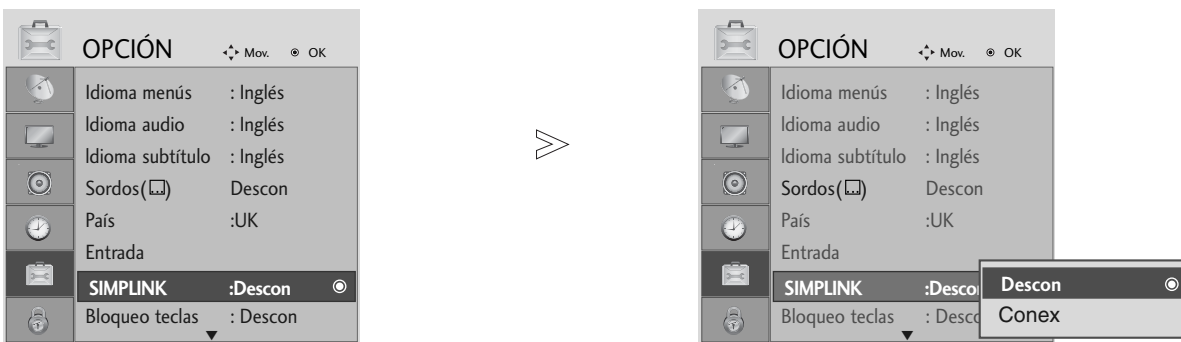 OPCIÓN Mov. OK
Idioma menús : Inglés
Idioma audio : Inglés
Idioma subtítulo : Inglés
Sordos( ) Descon
País :UK
Entrada
SIMPLINK :Descon
Bloqueo teclas : Descon
OPCIÓN Mov. OK
Idioma menús : Inglés
Idioma audio : Inglés
Idioma subtítulo : Inglés
Sordos( ) Descon
País :UK
Entrada
SIMPLINK :Descon
Bloqueo teclas : Desc
Descon
Conex